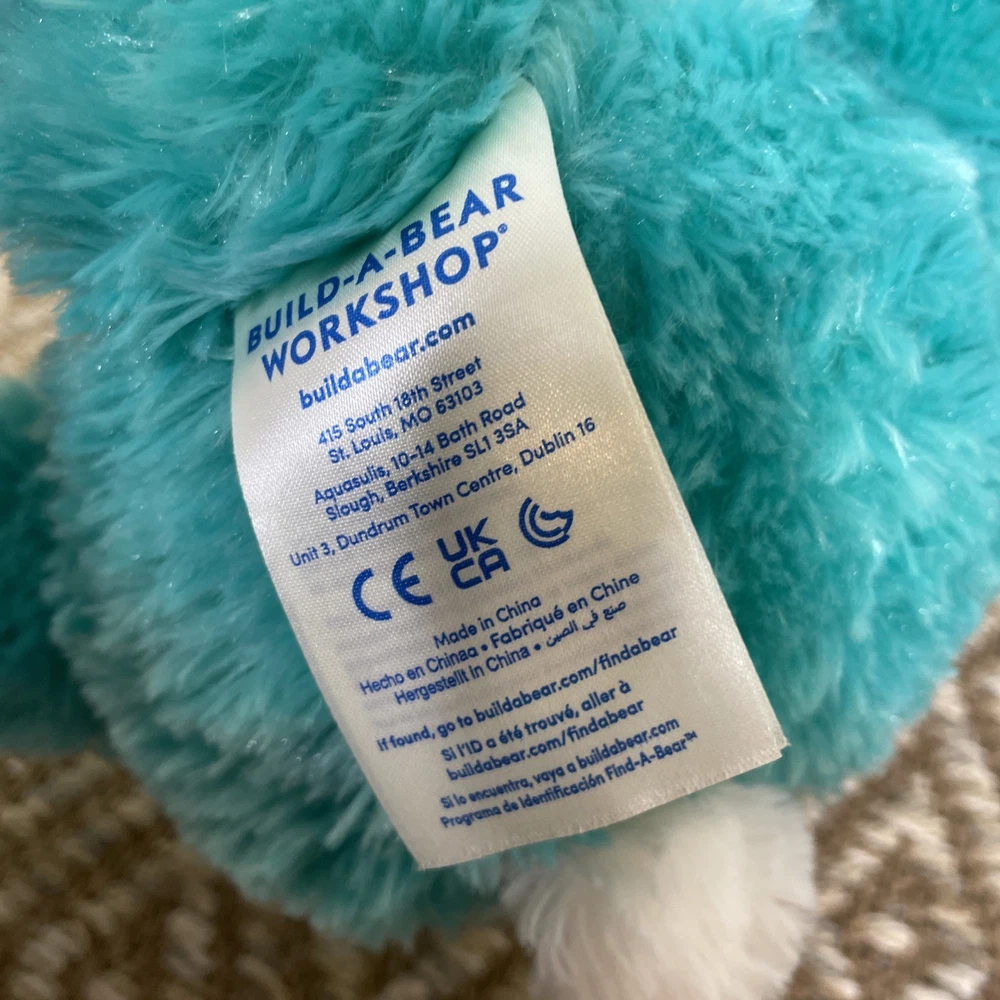 BUILD-A-BEAR
WORKSHOP®
buildabear.com
415 South 18th Street
St. Louis, MO 63103
Aquasulis, 10-14 Bath Road
Slough, Berkshire SL1 3SA
Unit 3, Dundrum Town Centre, Dublin 16
CE UK
CA
Made in China
Hecho en Chinaa • Fabriqué en Chine
Hergestellt in China • صنع في الصين
If found, go to buildabear.com/findabear
Si l'ID a été trouvé, aller à
buildabear.com/findabear
Si lo encuentra, vaya a buildabear.com
Programa de Identificación Find-A-Bear™